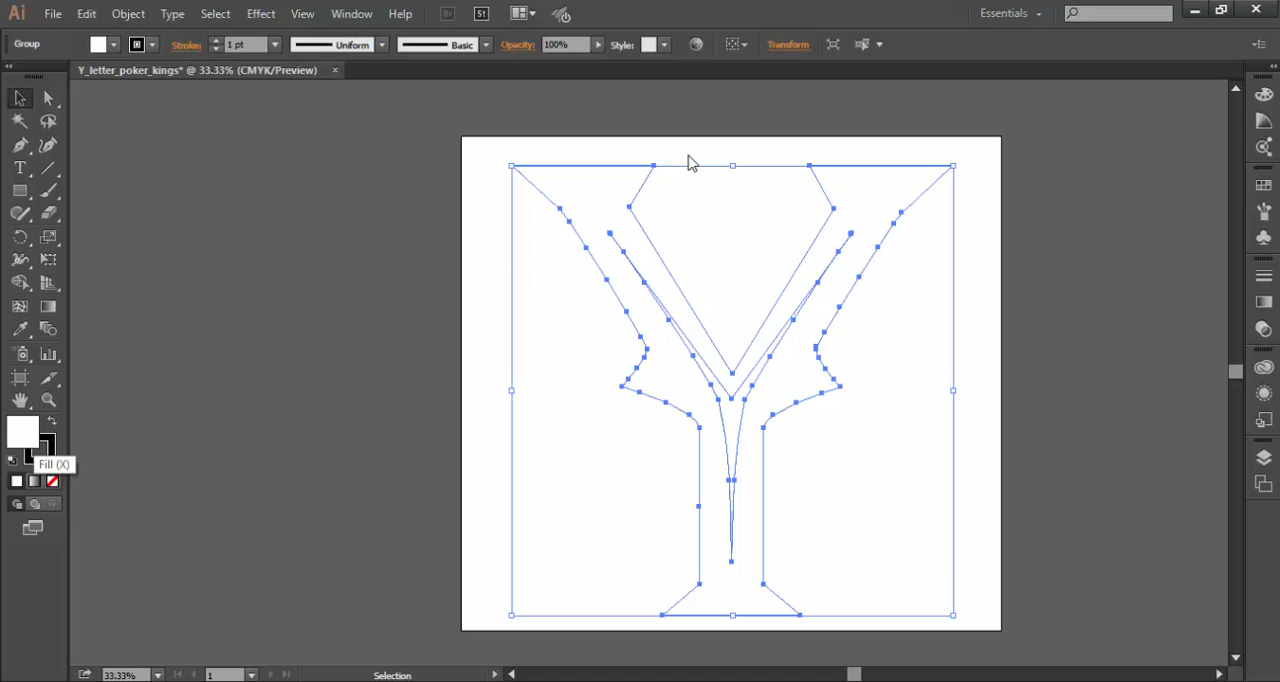 Ai File Edit Object Type Select Effect View Window Help Br St Essentials
Group Stroke: 1 pt Uniform Basic Opacity: 100% Style: Transform
Y_letter_poker_kings* @ 33.33% (CMYK/Preview) ×
T
Fill (X)
33.33% 1 Selection